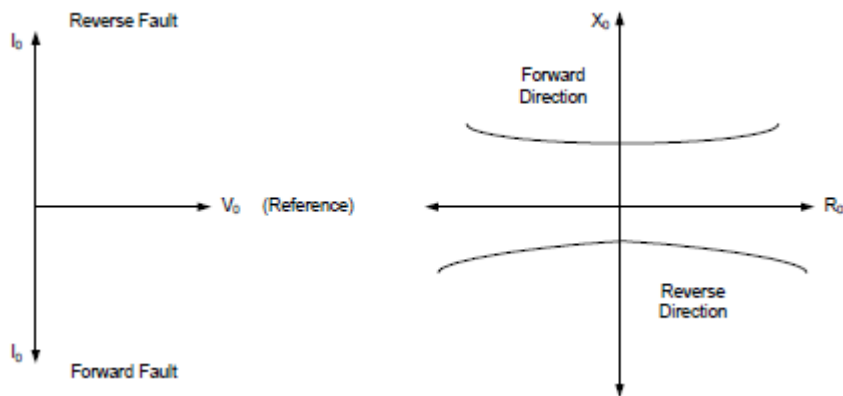 Reverse Fault
I₀
V₀ (Reference)
I₀
Forward Fault
X₀
Forward
Direction
R₀
Reverse
Direction